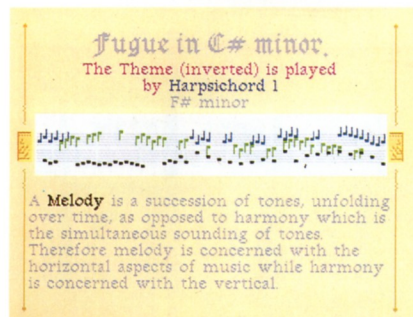 Fugue in C# minor.
The Theme (inverted) is played
by Harpsichord 1
F# minor
A Melody is a succession of tones, unfolding
over time, as opposed to harmony which is
the simultaneous sounding of tones.
Therefore melody is concerned with the
horizontal aspects of music while harmony
is concerned with the vertical.